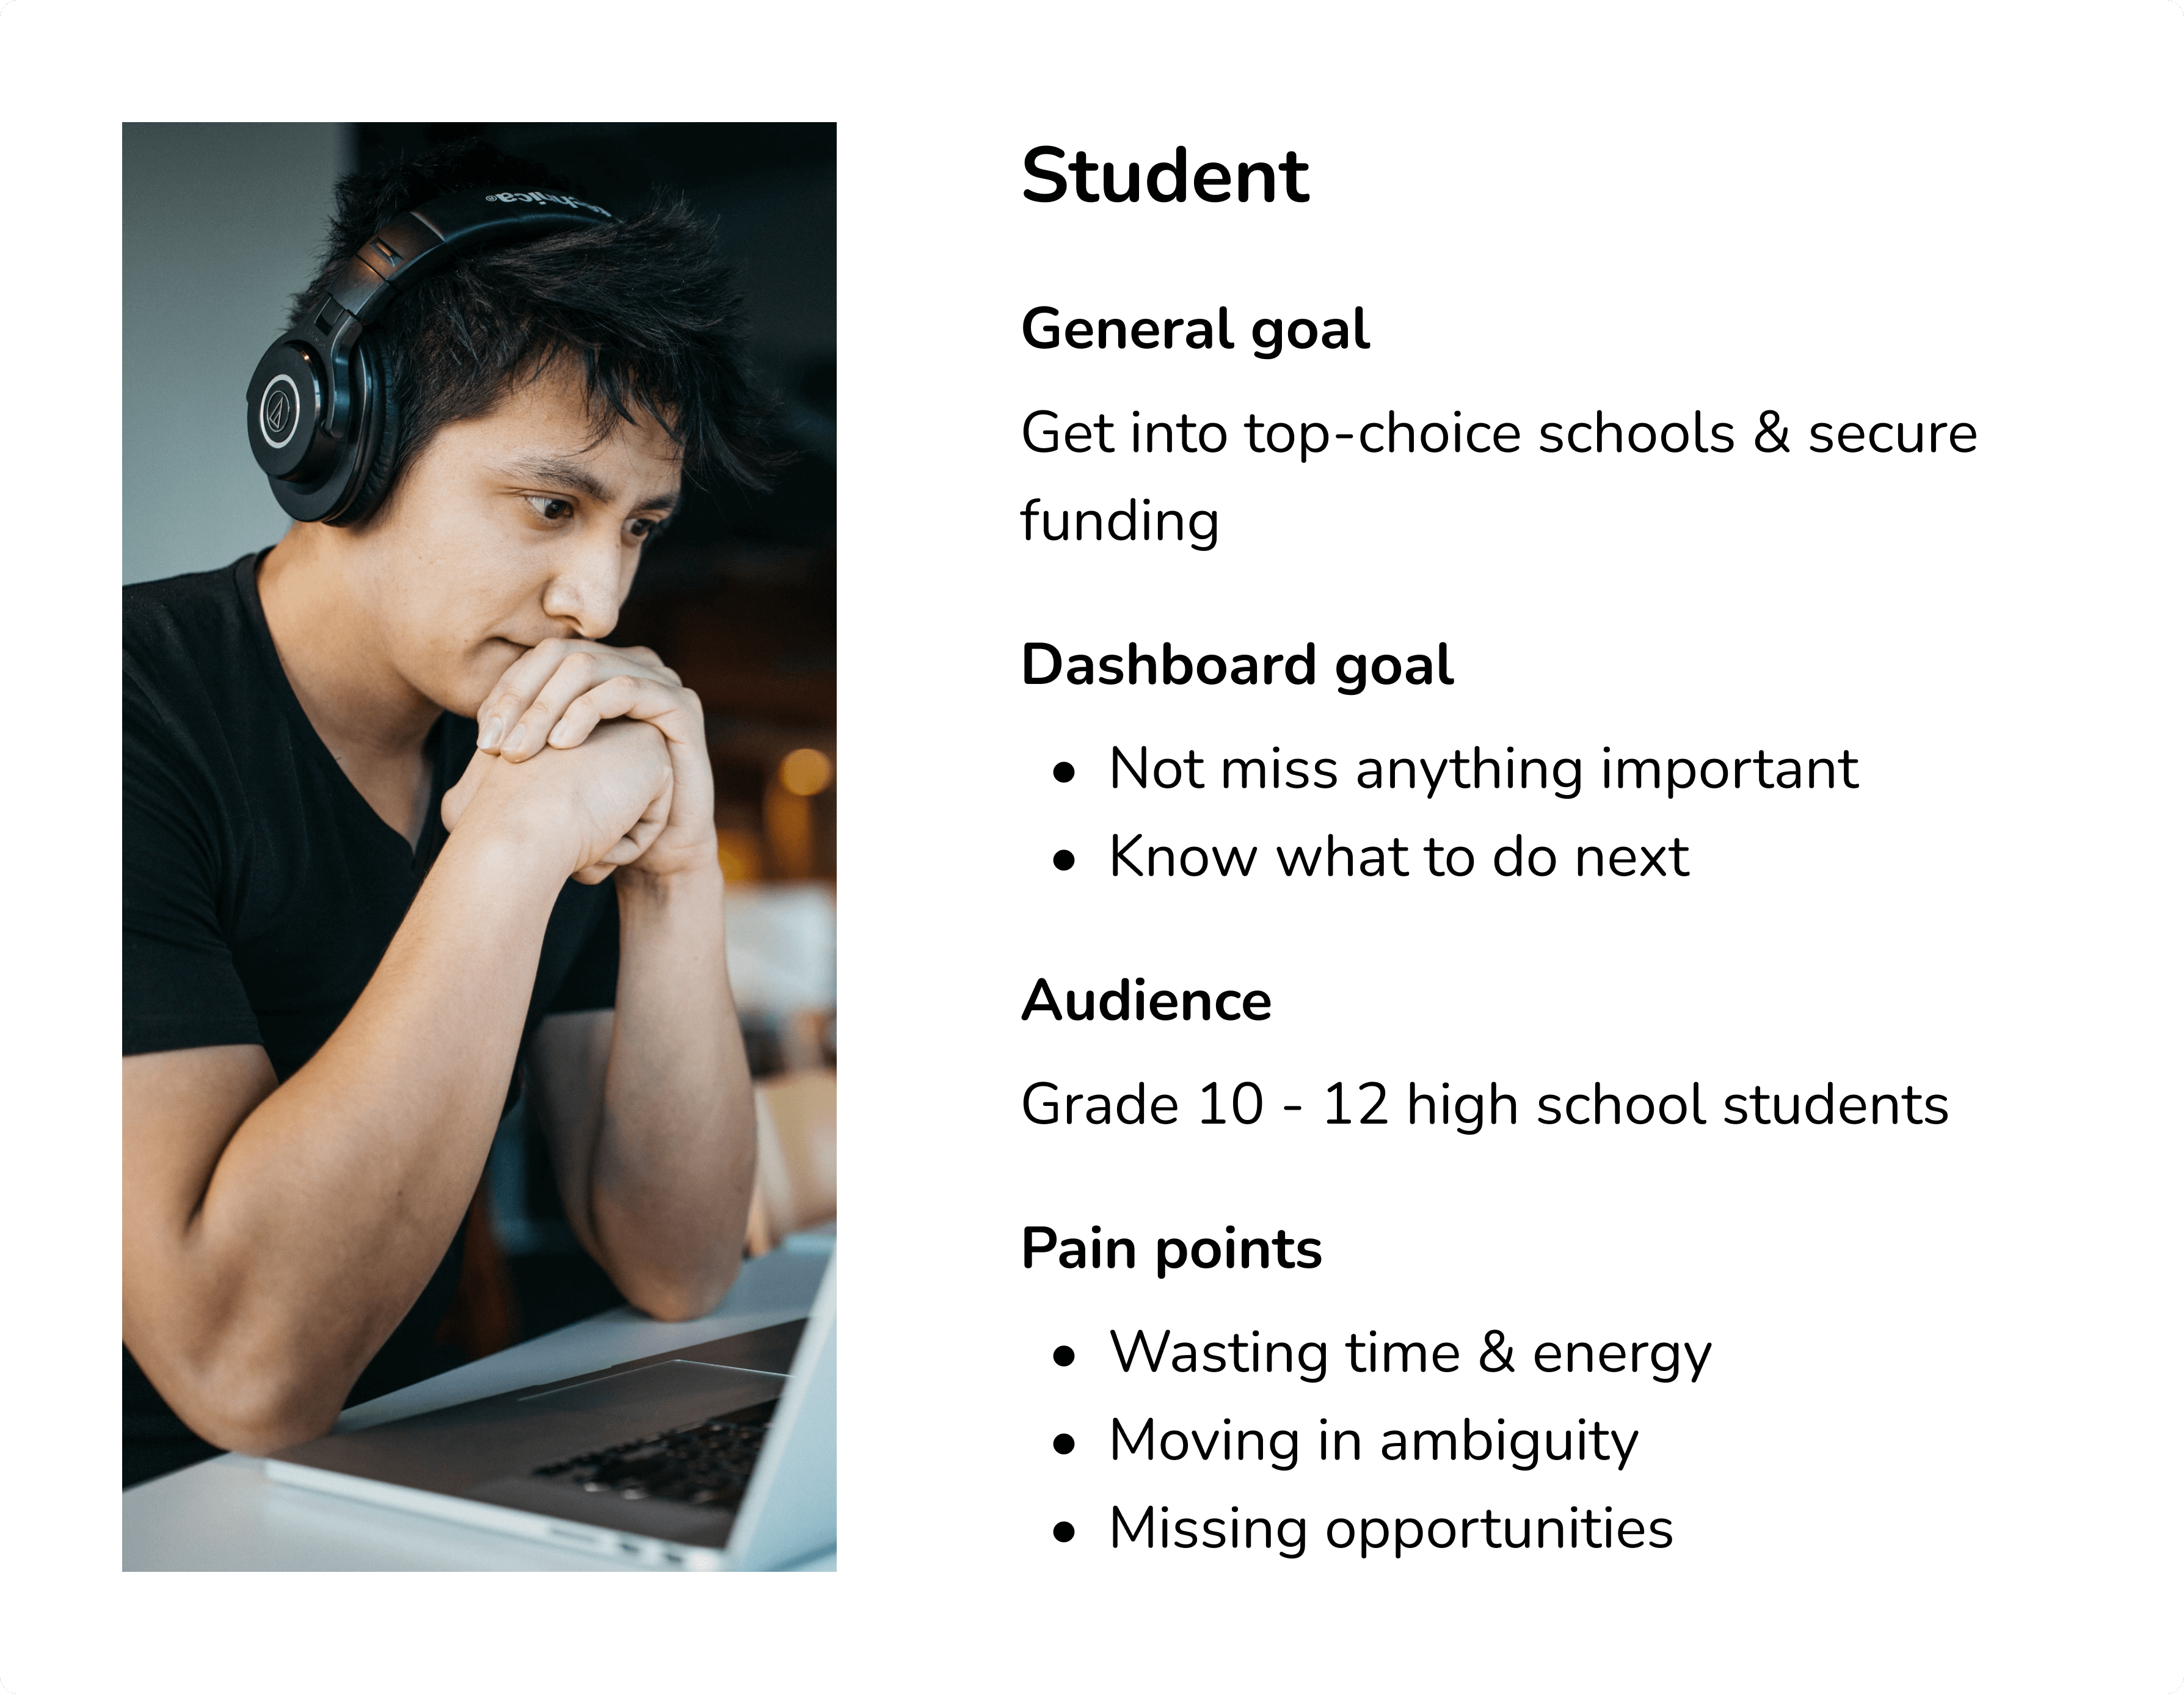 Student
General goal
Get into top-choice schools & secure
funding
Dashboard goal
• Not miss anything important
• Know what to do next
Audience
Grade 10 - 12 high school students
Pain points
• Wasting time & energy
• Moving in ambiguity
• Missing opportunities